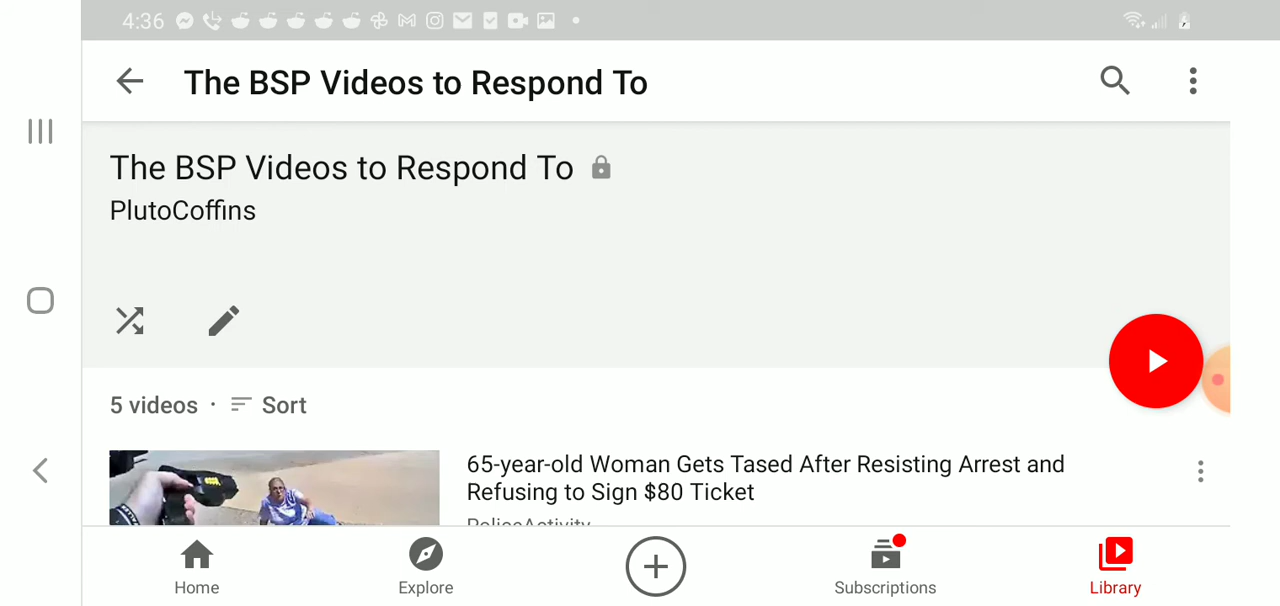 4:36
The BSP Videos to Respond To
The BSP Videos to Respond To
PlutoCoffins
5 videos · Sort
65-year-old Woman Gets Tased After Resisting Arrest and
Refusing to Sign $80 Ticket
PoliceActivity
Home
Explore
Subscriptions
Library